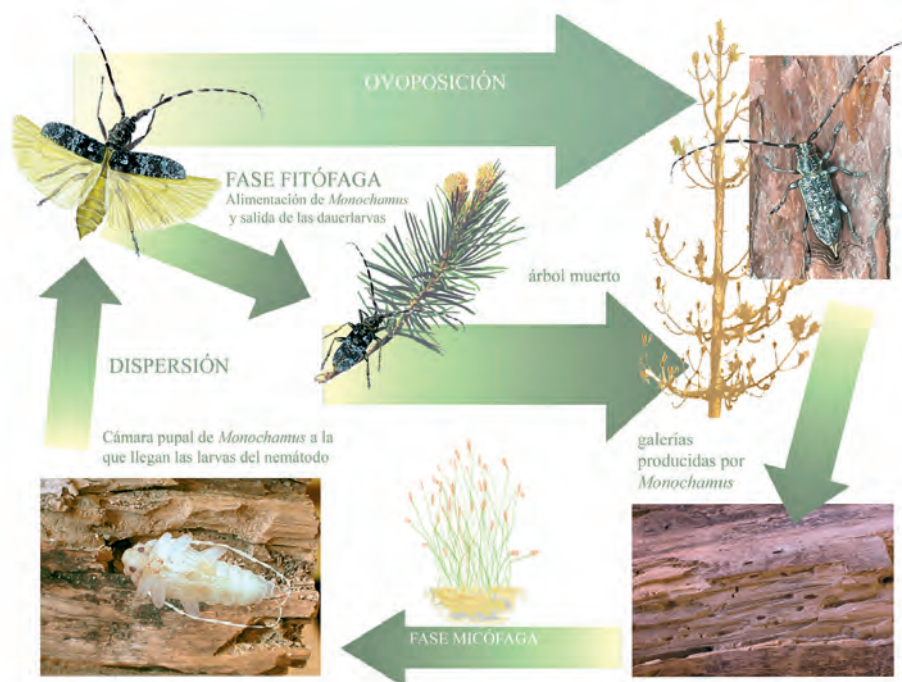 OVOPOSICIÓN
FASE FITÓFAGA
Alimentación de Monochamus
y salida de las dauerlarvas
árbol muerto
DISPERSIÓN
Cámara pupal de Monochamus a la
que llegan las larvas del nemátodo
galerías
producidas por
Monochamus
FASE MICÓFAGA